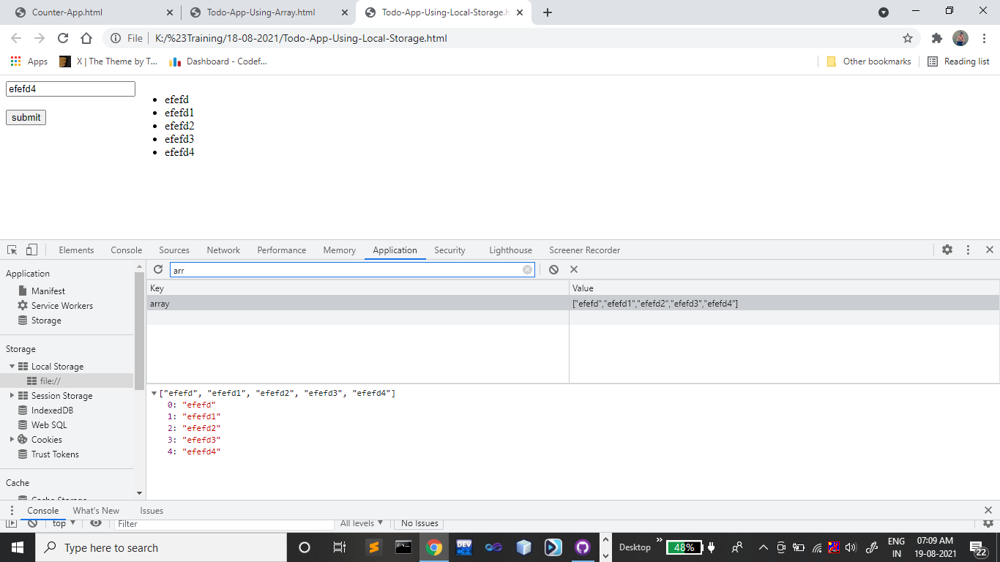 Counter-App.html
Todo-App-Using-Array.html
Todo-App-Using-Local-Storage.h
File
K:/%23Training/18-08-2021/Todo-App-Using-Local-Storage.html
Apps
X | The Theme by T...
Dashboard - Codef...
Other bookmarks
Reading list
efefd4
submit
efefd
efefd1
efefd2
efefd3
efefd4
Elements Console Sources Network Performance Memory Application Security Lighthouse Screener Recorder
Application
Manifest
Service Workers
Storage
Storage
Local Storage
file://
Session Storage
IndexedDB
Web SQL
Cookies
Trust Tokens
Cache
Cache Storage
arr
Key Value
array ["efefd","efefd1","efefd2","efefd3","efefd4"]
["efefd", "efefd1", "efefd2", "efefd3", "efefd4"]
0: "efefd"
1: "efefd1"
2: "efefd2"
3: "efefd3"
4: "efefd4"
Console What's New Issues
top Filter All levels No Issues
Type here to search
DEV
Desktop
48%
ENG
IN
07:09 AM
19-08-2021
22